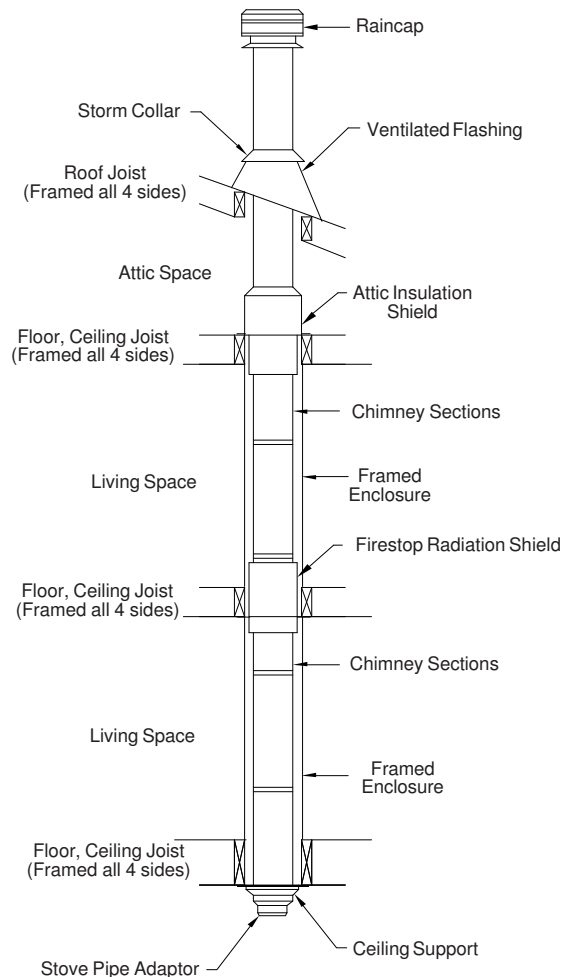 Raincap
Storm Collar
Ventilated Flashing
Roof Joist
(Framed all 4 sides)
Attic Space
Attic Insulation
Shield
Floor, Ceiling Joist
(Framed all 4 sides)
Chimney Sections
Living Space
Framed
Enclosure
Firestop Radiation Shield
Floor, Ceiling Joist
(Framed all 4 sides)
Chimney Sections
Living Space
Framed
Enclosure
Floor, Ceiling Joist
(Framed all 4 sides)
Ceiling Support
Stove Pipe Adaptor